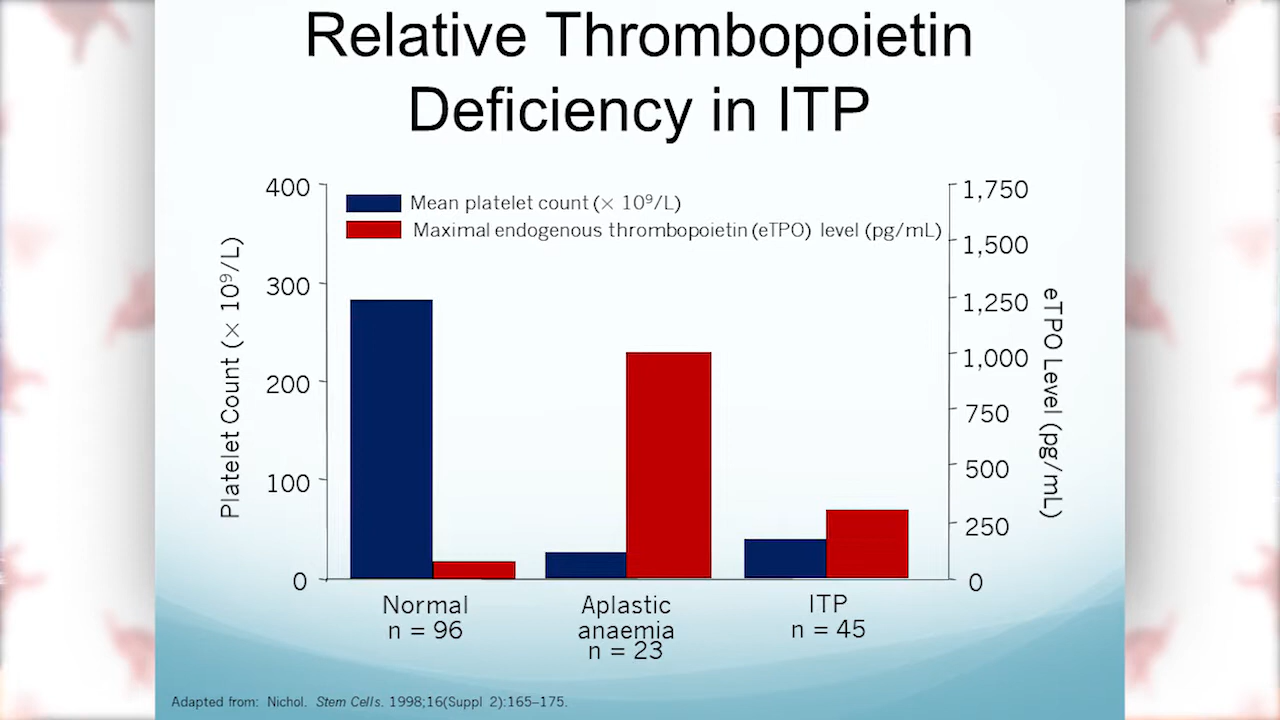 Relative Thrombopoietin
Deficiency in ITP
400
300
200
100
0
Platelet Count (× 10⁹/L)
Mean platelet count (× 10⁹/L)
Maximal endogenous thrombopoietin (eTPO) level (pg/mL)
1,750
1,500
1,250
1,000
750
500
250
0
eTPO Level (pg/mL)
Normal
n = 96
Aplastic
anaemia
n = 23
ITP
n = 45
Adapted from: Nichol. Stem Cells. 1998;16(Suppl 2):165–175.